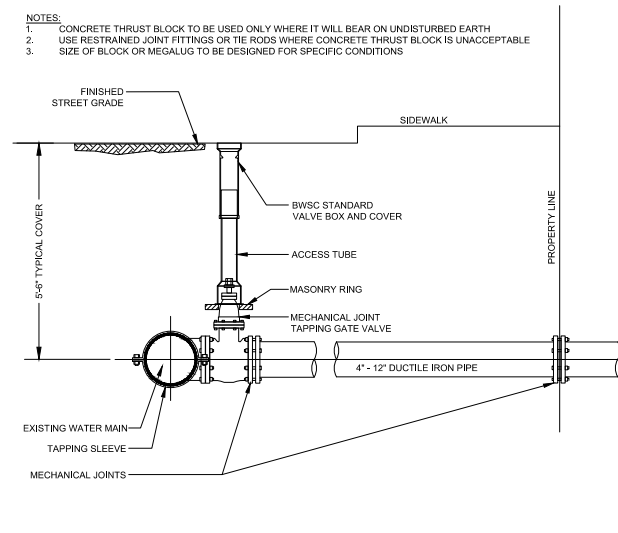 NOTES:
1. CONCRETE THRUST BLOCK TO BE USED ONLY WHERE IT WILL BEAR ON UNDISTURBED EARTH
2. USE RESTRAINED JOINT FITTINGS OR TIE RODS WHERE CONCRETE THRUST BLOCK IS UNACCEPTABLE
3. SIZE OF BLOCK OR MEGALUG TO BE DESIGNED FOR SPECIFIC CONDITIONS
FINISHED
STREET GRADE
SIDEWALK
5'-6" TYPICAL COVER
BWSC STANDARD
VALVE BOX AND COVER
PROPERTY LINE
ACCESS TUBE
MASONRY RING
MECHANICAL JOINT
TAPPING GATE VALVE
4" - 12" DUCTILE IRON PIPE
EXISTING WATER MAIN
TAPPING SLEEVE
MECHANICAL JOINTS